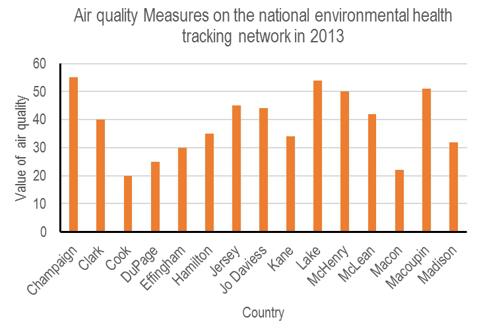 Air quality Measures on the national environmental health
tracking network in 2013
Value of air quality
60
50
40
30
20
10
0
Champaign
Clark
Cook
DuPage
Effingham
Hamilton
Jersey
Jo Daviess
Kane
Lake
McHenry
McLean
Macon
Macoupin
Madison
Country